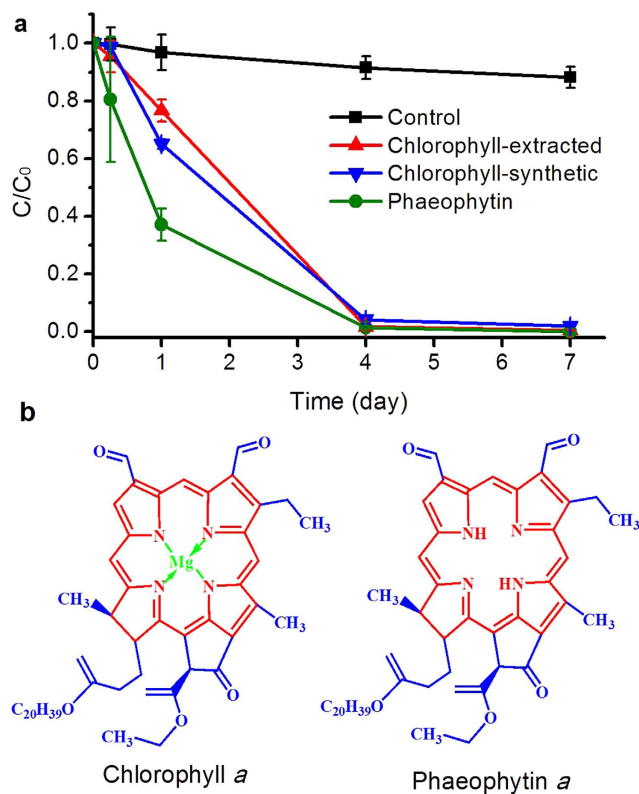 a
1.0
0.8
0.6
0.4
0.2
0.0
C/C₀
Control
Chlorophyll-extracted
Chlorophyll-synthetic
Phaeophytin
0 1 2 3 4 5 6 7
Time (day)
b
O O O O
CH₃ CH₃
N N NH N
Mg
N N N HN
CH₃ CH₃ CH₃ CH₃
O O
C₂₀H₃₉O C₂₀H₃₉O
O O
CH₃ CH₃
Chlorophyll a Phaeophytin a